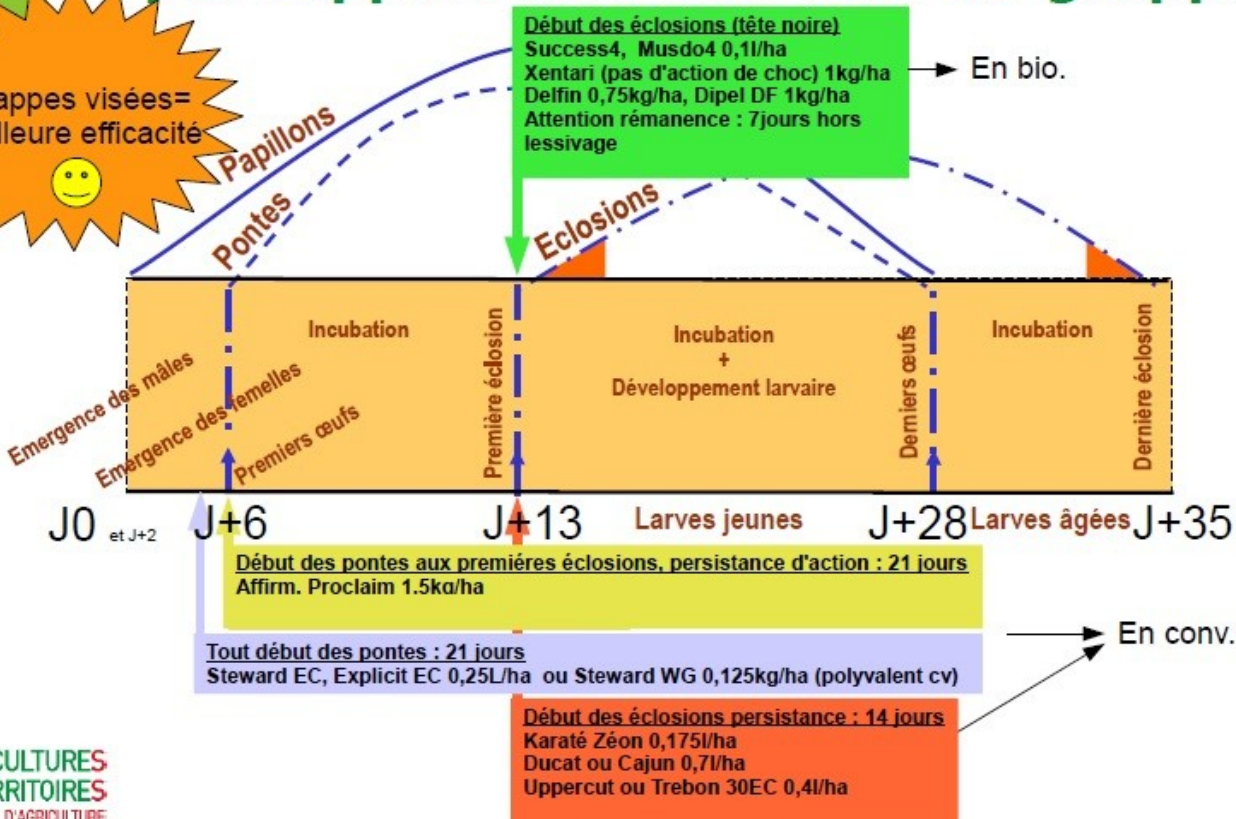 appes visées=
lleure efficacité
Papillons
Pontes
Eclosions
Début des éclosions (tête noire)
Success4, Musdo4 0,1l/ha
Xentari (pas d'action de choc) 1kg/ha
Delfin 0,75kg/ha, Dipel DF 1kg/ha
Attention rémanence : 7jours hors
lessivage
En bio.
Emergence des mâles
Emergence des femelles
Premiers œufs
Incubation
Première éclosion
Incubation
+
Développement larvaire
Derniers œufs
Incubation
Dernière éclosion
J0 et J+2 J+6 J+13 Larves jeunes J+28 Larves âgées J+35
Début des pontes aux premiéres éclosions, persistance d'action : 21 jours
Affirm. Proclaim 1.5kg/ha
Tout début des pontes : 21 jours
Steward EC, Explicit EC 0,25L/ha ou Steward WG 0,125kg/ha (polyvalent cv)
En conv.
Début des éclosions persistance : 14 jours
Karaté Zéon 0,175l/ha
Ducat ou Cajun 0,7l/ha
Uppercut ou Trebon 30EC 0,4l/ha
CULTURES
RRITOIRES
D'AGRICULTURE